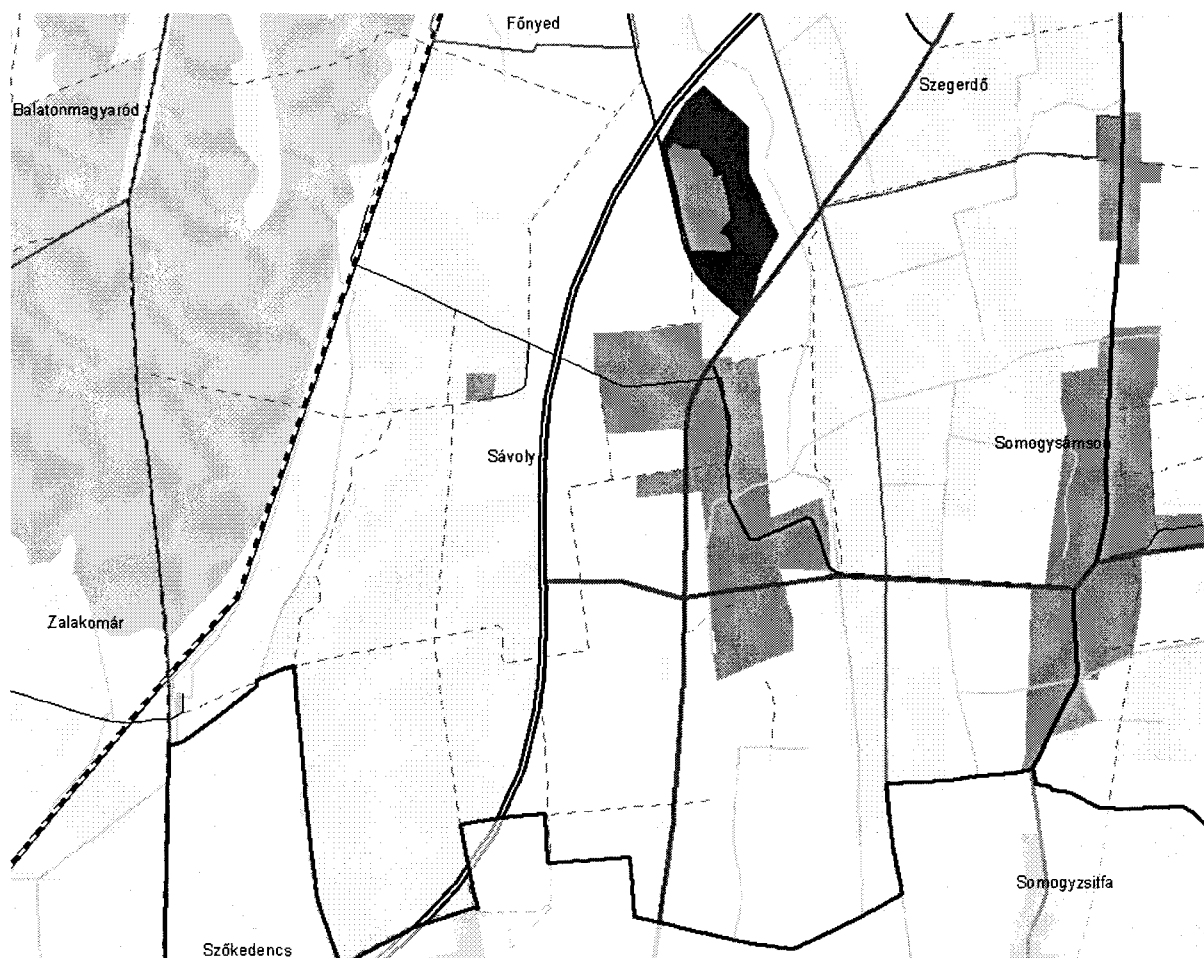 Főnyed
Szegerdő
Balatonmagyaród
Somogysámson
Sávoly
Zalakomár
Somogyzsitfa
Szőkedencs